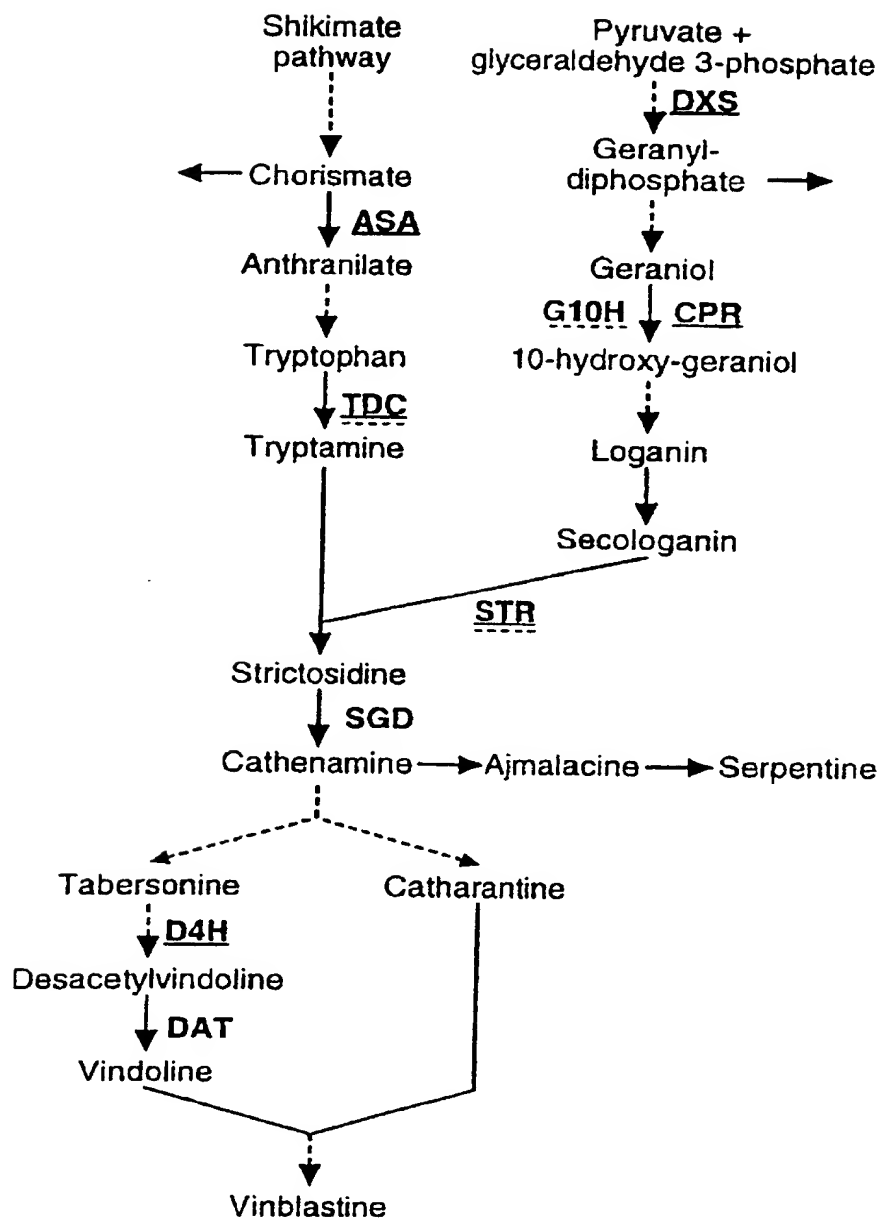 Shikimate
pathway
Pyruvate +
glyceraldehyde 3-phosphate
DXS
Chorismate
Geranyl-
diphosphate
ASA
Anthranilate
Geraniol
G10H
CPR
Tryptophan
10-hydroxy-geraniol
TDC
Tryptamine
Loganin
Secologanin
STR
Strictosidine
SGD
Cathenamine
Ajmalacine
Serpentine
Tabersonine
Catharantine
D4H
Desacetylvindoline
DAT
Vindoline
Vinblastine